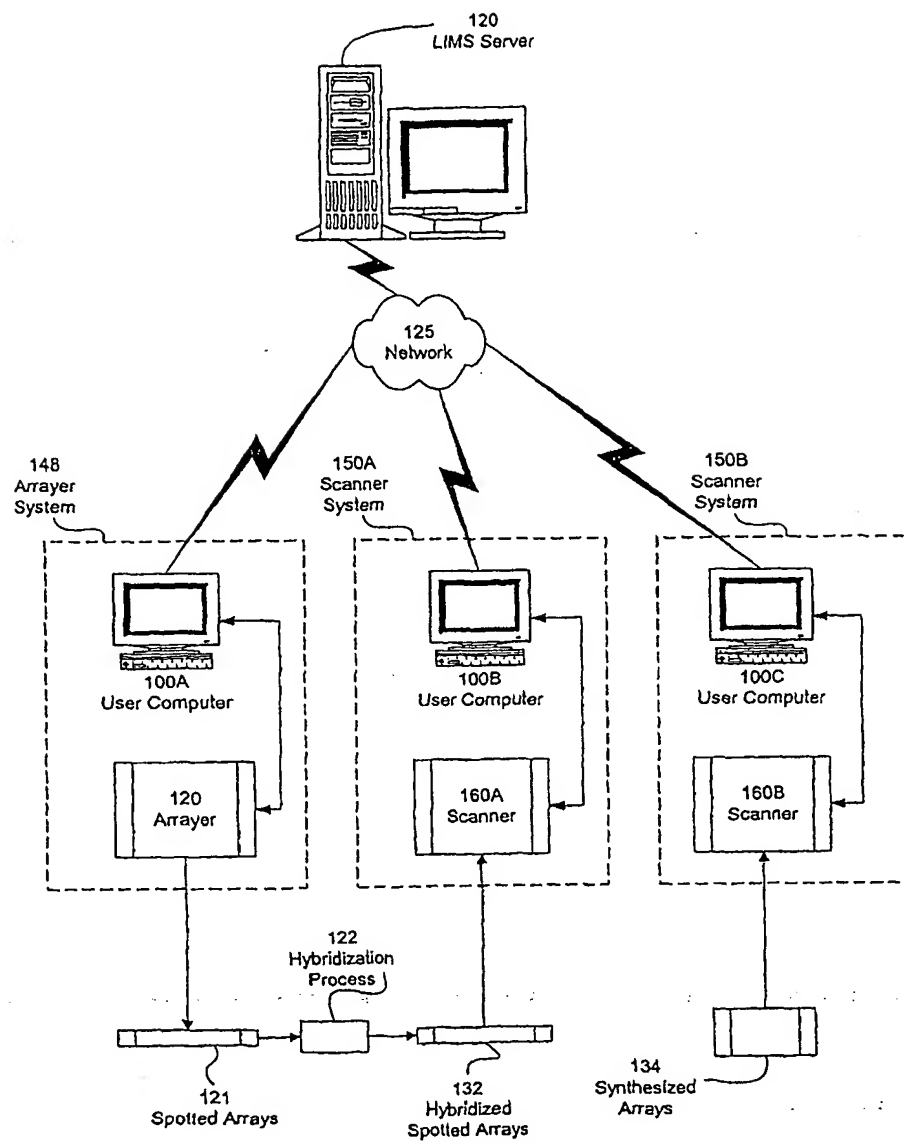 120
LIMS Server
125
Network
148
Arrayer
System
150A
Scanner
System
150B
Scanner
System
100A
User Computer
100B
User Computer
100C
User Computer
120
Arrayer
160A
Scanner
160B
Scanner
122
Hybridization
Process
121
Spotted Arrays
132
Hybridized
Spotted Arrays
134
Synthesized
Arrays